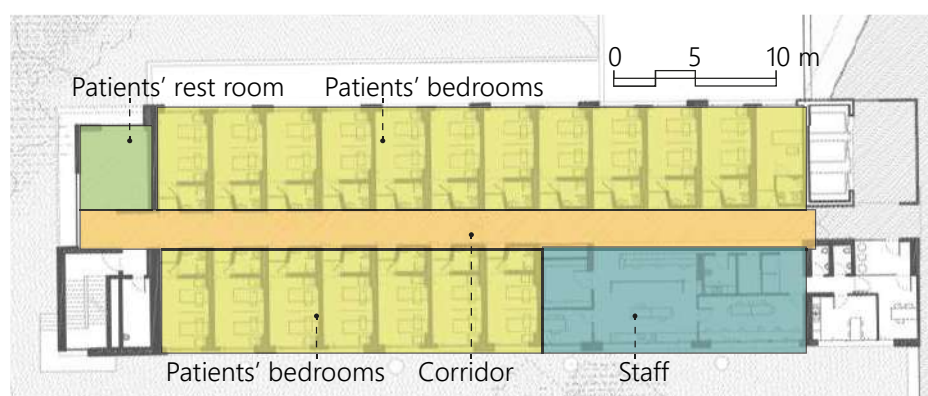 0 5 10 m
Patients’ rest room Patients’ bedrooms
Patients’ bedrooms Corridor Staff